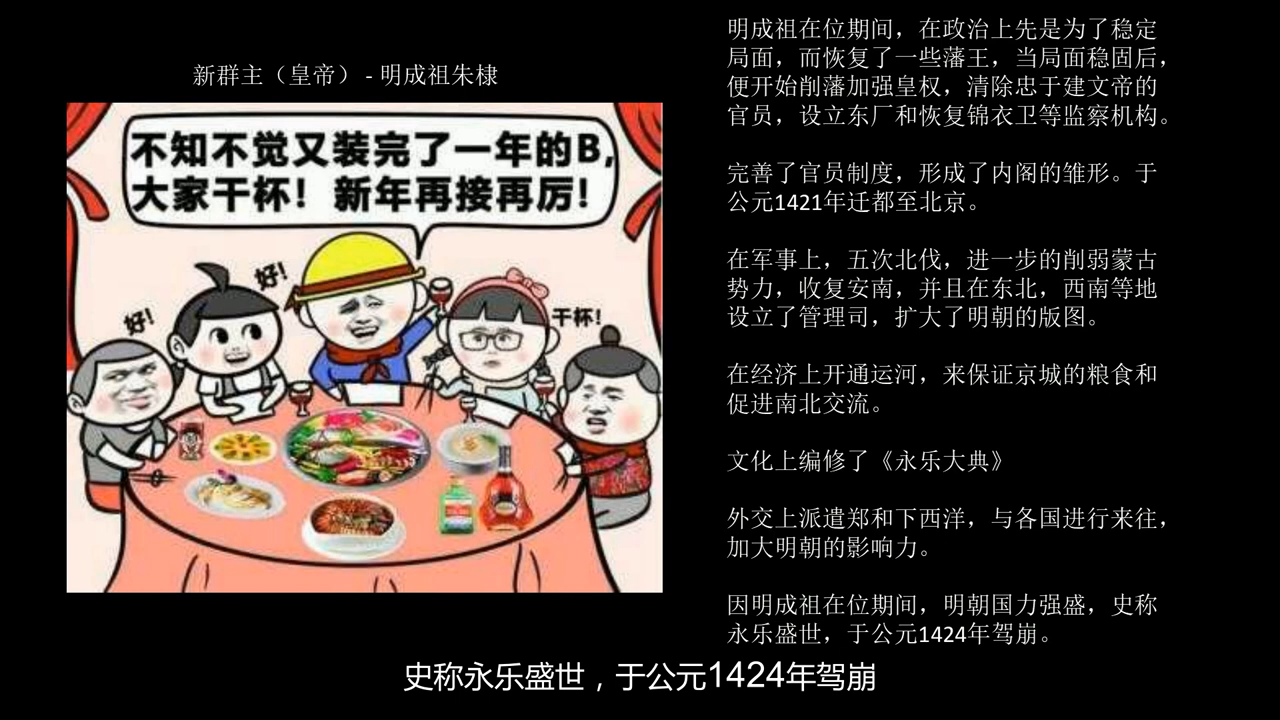 新群主（皇帝） - 明成祖朱棣
不知不觉又装完了一年的B,
大家干杯！新年再接再厉！
好!
好!
干杯!
明成祖在位期间，在政治上先是为了稳定
局面，而恢复了一些藩王，当局面稳固后，
便开始削藩加强皇权，清除忠于建文帝的
官员，设立东厂和恢复锦衣卫等监察机构。
完善了官员制度，形成了内阁的雏形。于
公元1421年迁都至北京。
在军事上，五次北伐，进一步的削弱蒙古
势力，收复安南，并且在东北，西南等地
设立了管理司，扩大了明朝的版图。
在经济上开通运河，来保证京城的粮食和
促进南北交流。
文化上编修了《永乐大典》
外交上派遣郑和下西洋，与各国进行来往，
加大明朝的影响力。
因明成祖在位期间，明朝国力强盛，史称
永乐盛世，于公元1424年驾崩。
史称永乐盛世，于公元1424年驾崩